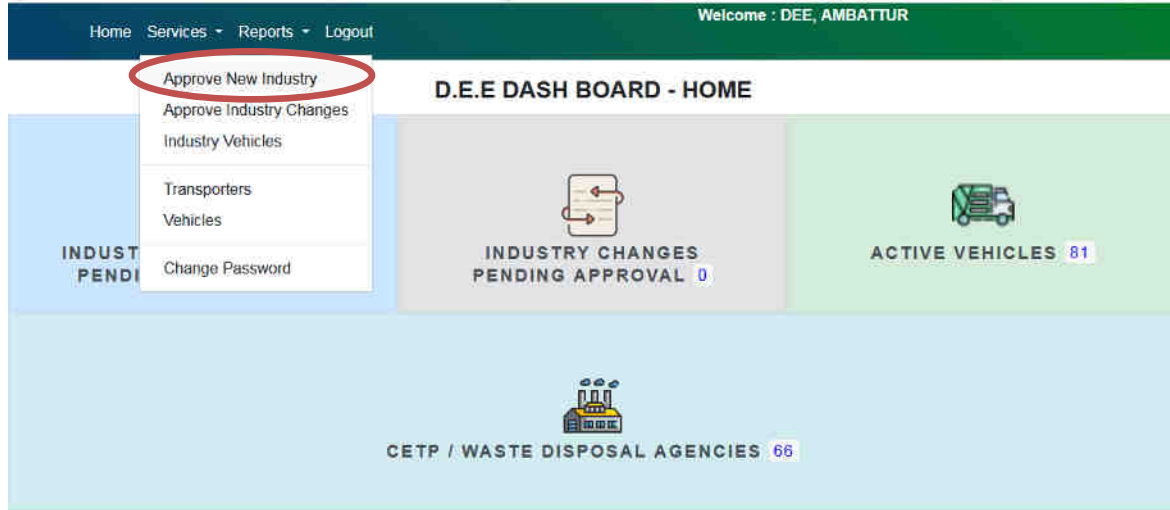 Welcome : DEE, AMBATTUR
Home Services Reports Logout
Approve New Industry
Approve Industry Changes
Industry Vehicles
Transporters
Vehicles
Change Password
D.E.E DASH BOARD - HOME
INDUST
PENDI
INDUSTRY CHANGES
PENDING APPROVAL 0
ACTIVE VEHICLES 81
CETP / WASTE DISPOSAL AGENCIES 66